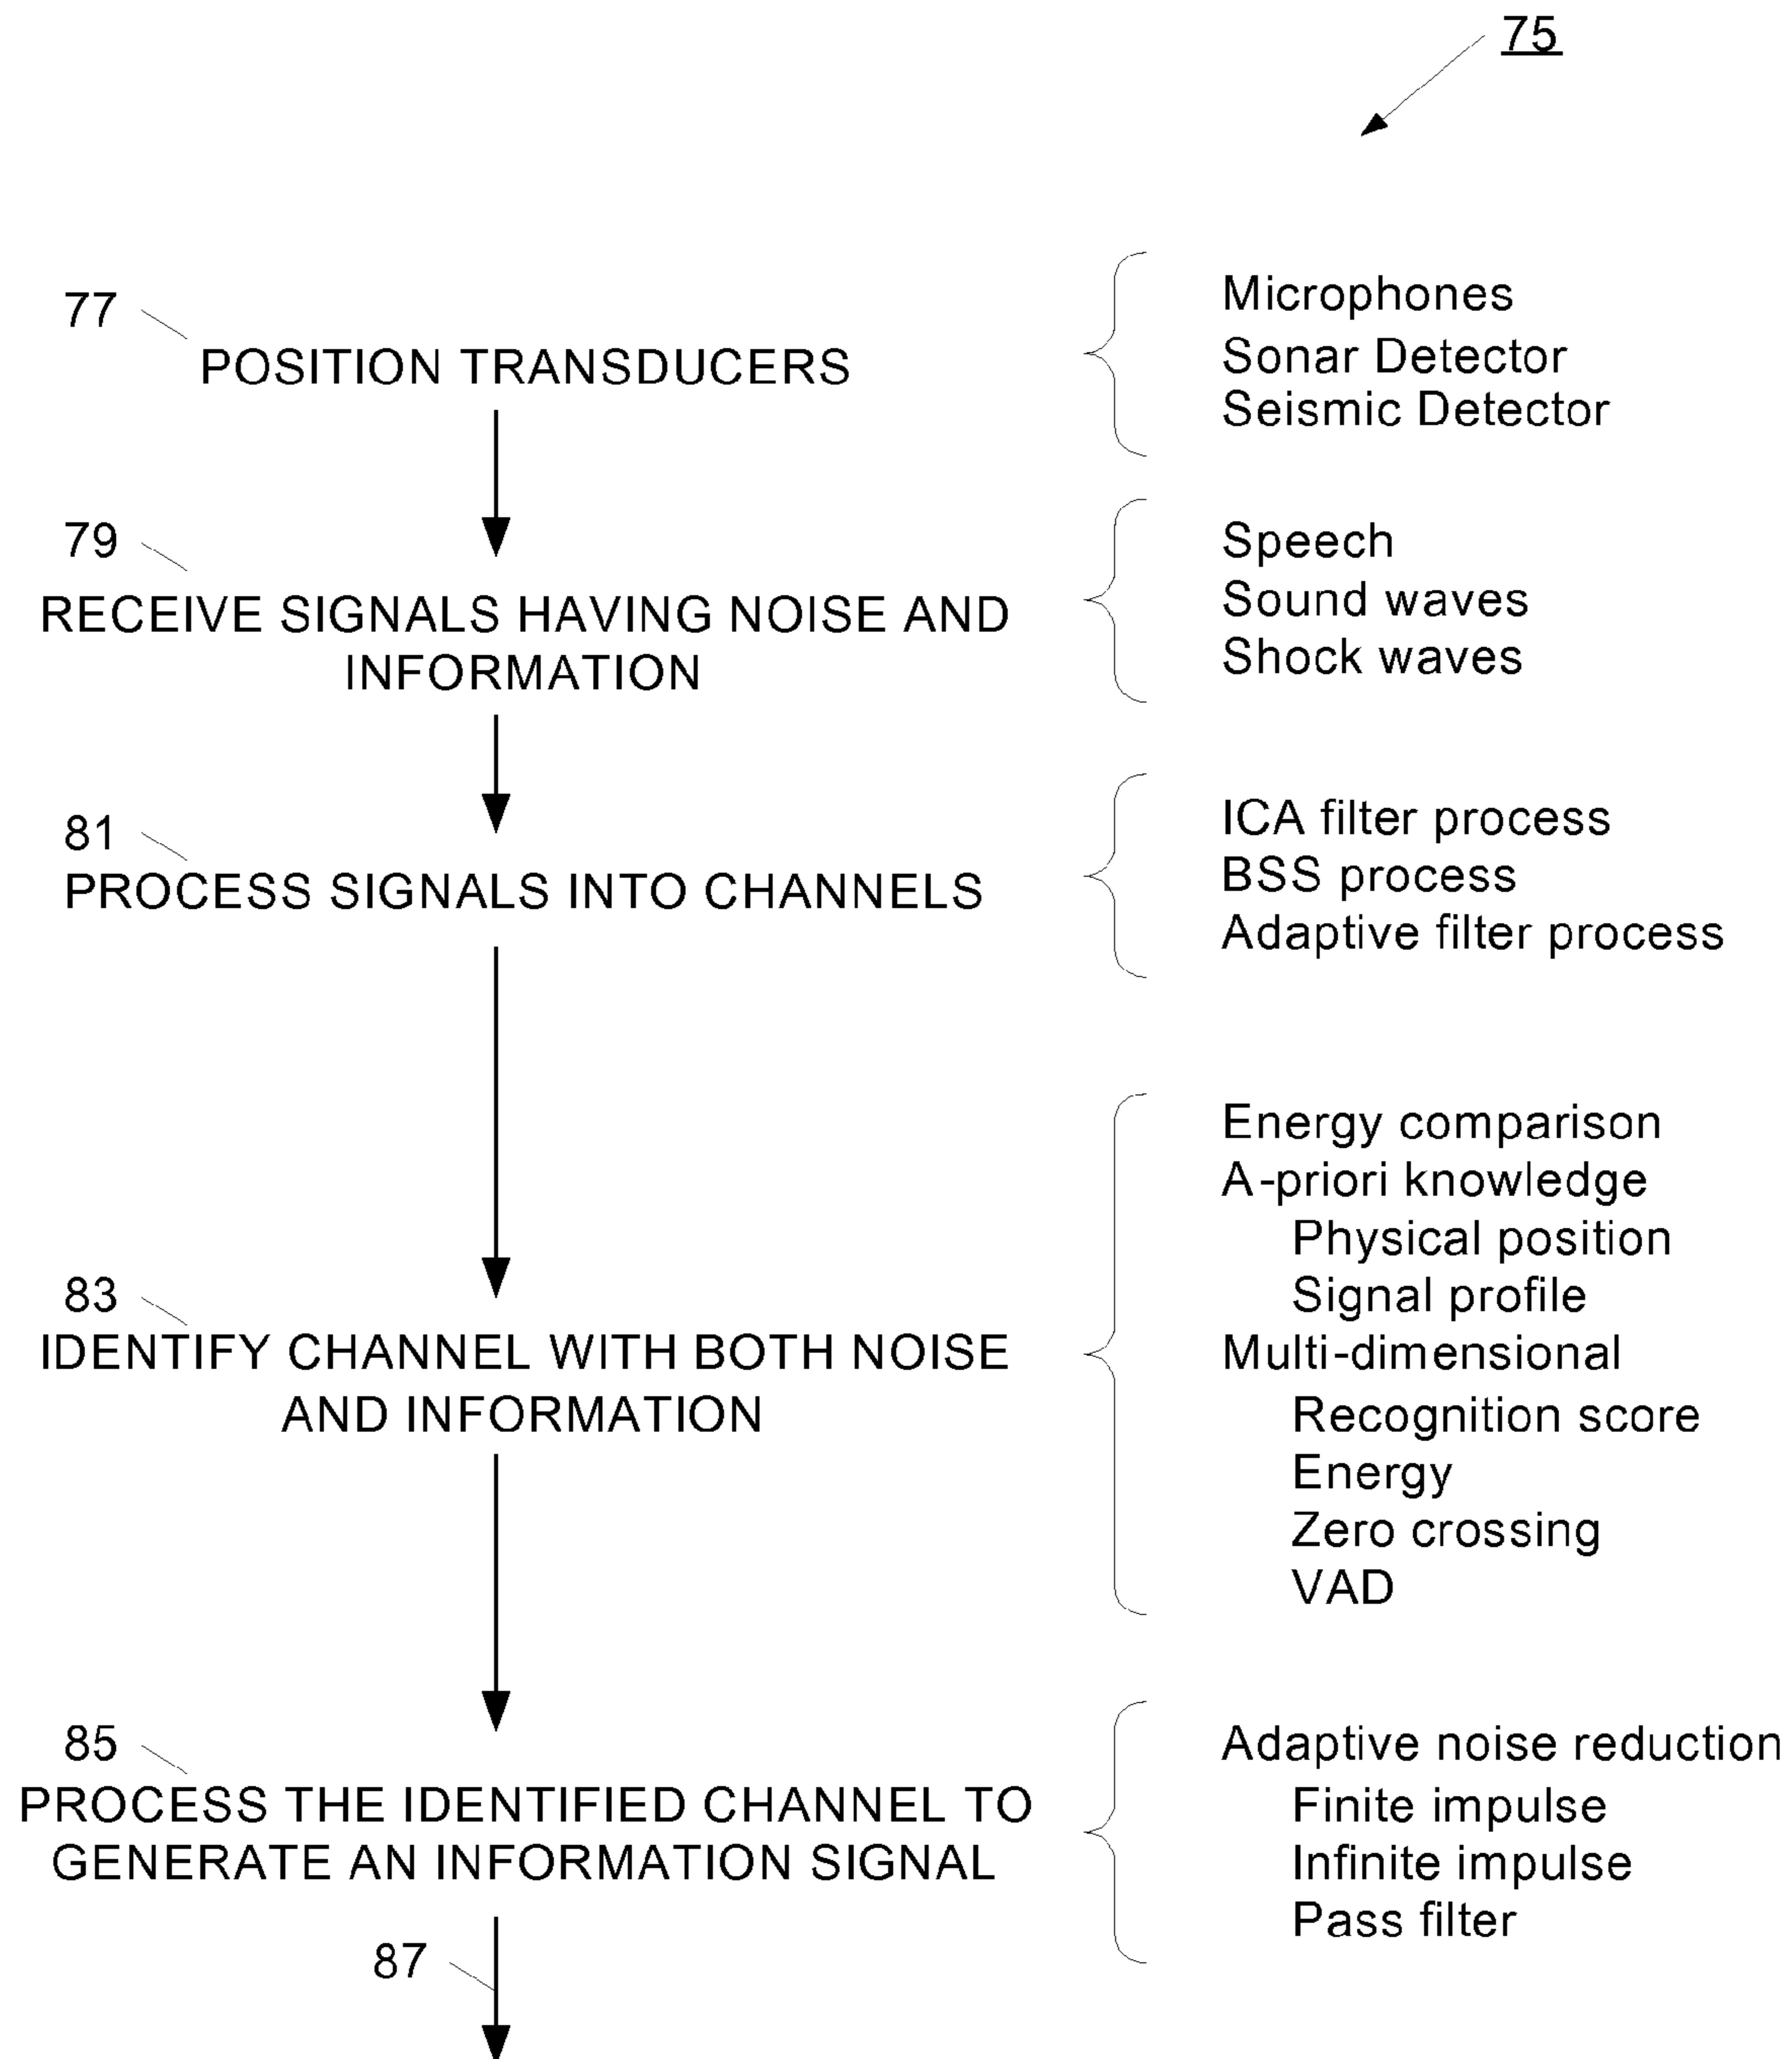 75
77
POSITION TRANSDUCERS
Microphones
Sonar Detector
Seismic Detector
79
RECEIVE SIGNALS HAVING NOISE AND
INFORMATION
Speech
Sound waves
Shock waves
81
PROCESS SIGNALS INTO CHANNELS
ICA filter process
BSS process
Adaptive filter process
83
IDENTIFY CHANNEL WITH BOTH NOISE
AND INFORMATION
Energy comparison
A-priori knowledge
Physical position
Signal profile
Multi-dimensional
Recognition score
Energy
Zero crossing
VAD
85
PROCESS THE IDENTIFIED CHANNEL TO
GENERATE AN INFORMATION SIGNAL
Adaptive noise reduction
Finite impulse
Infinite impulse
Pass filter
87